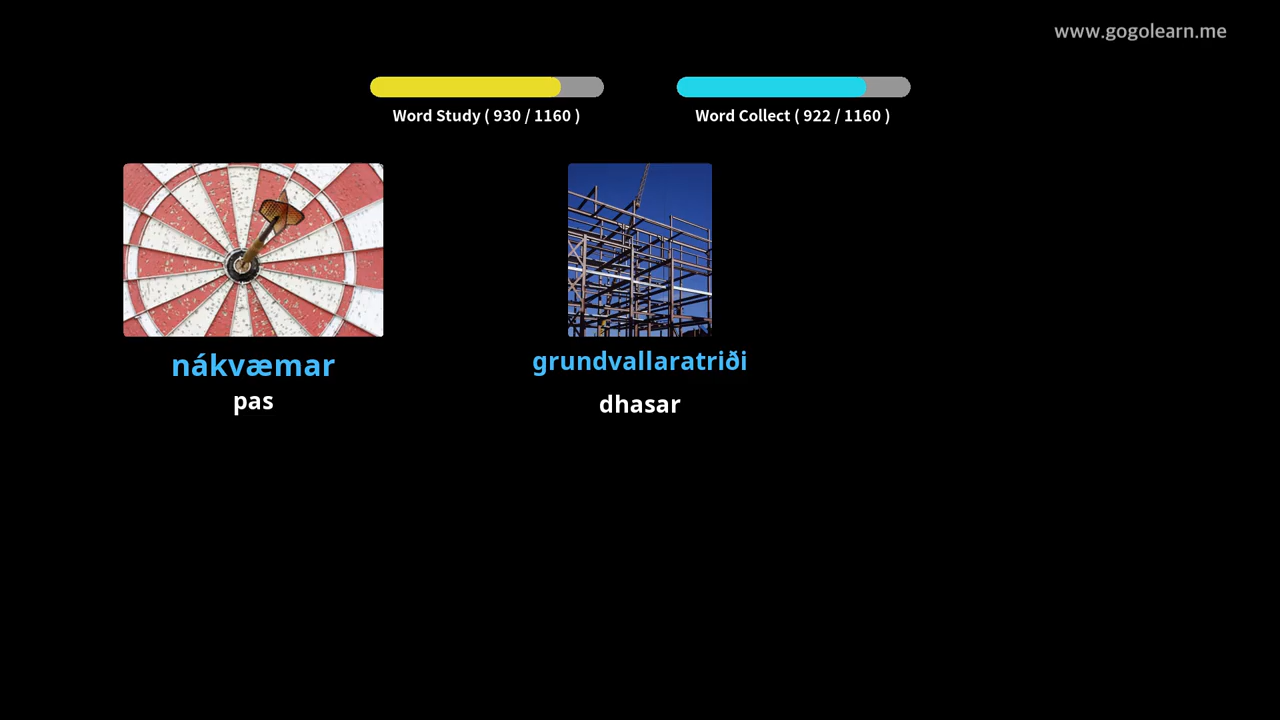 www.gogolearn.me
Word Study ( 930 / 1160 )
Word Collect ( 922 / 1160 )
nákvæmar
pas
grundvallaratriði
dhasar